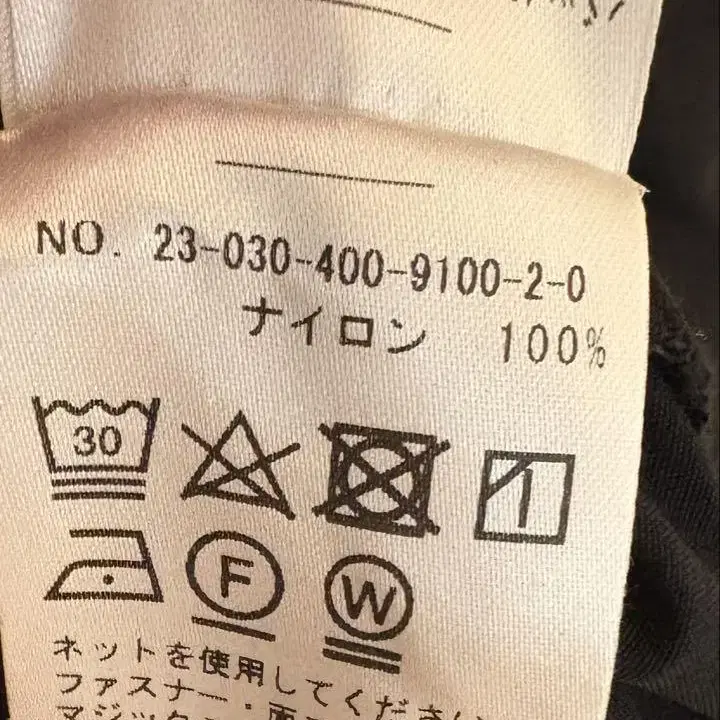 NO. 23-030-400-9100-2-0
ナイロン 100%
30
F
W
ネットを使用してください
ファスナー・面